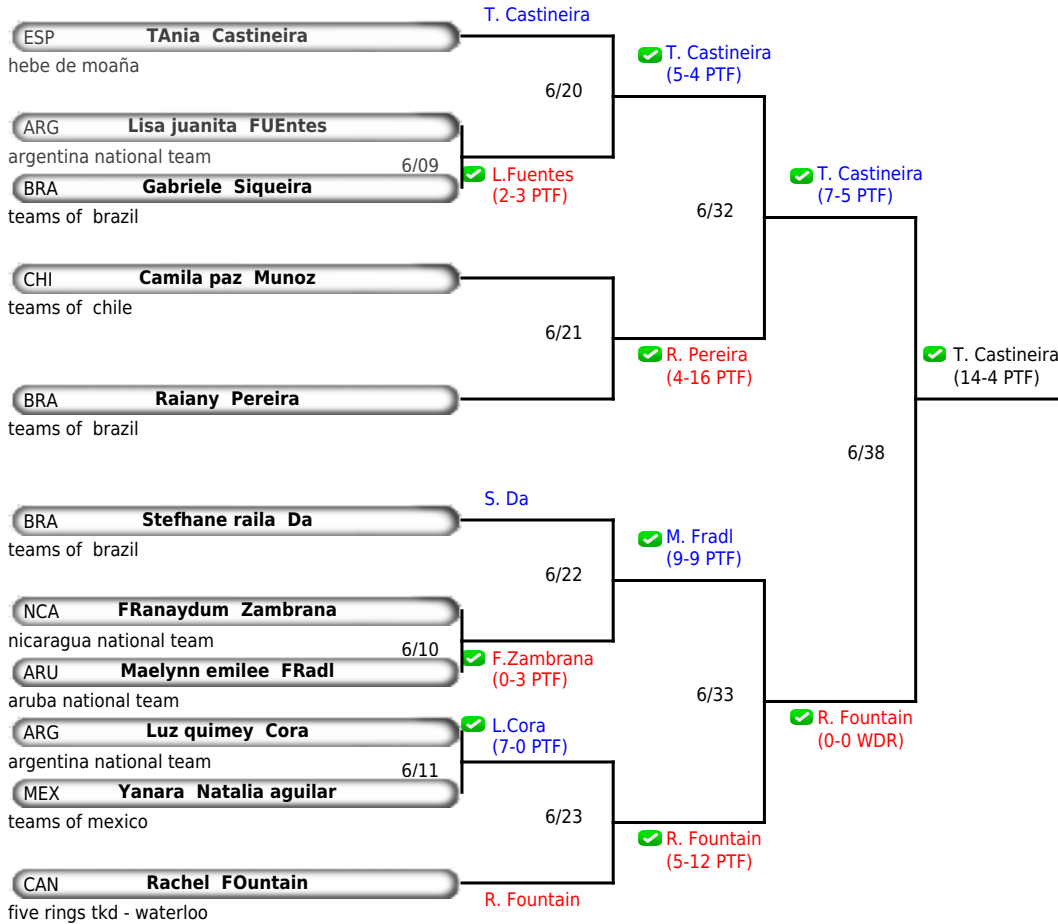 T. Castineira
ESP TAnia Castineira
hebe de moaña
T. Castineira
(5-4 PTF)
6/20
ARG Lisa juanita FUEntes
argentina national team
6/09
L.Fuentes
(2-3 PTF)
BRA Gabriele Siqueira
teams of brazil
T. Castineira
(7-5 PTF)
6/32
CHI Camila paz Munoz
teams of chile
6/21
R. Pereira
(4-16 PTF)
T. Castineira
(14-4 PTF)
BRA Raiany Pereira
teams of brazil
6/38
S. Da
BRA Stefhane raila Da
teams of brazil
M. Fradl
(9-9 PTF)
6/22
NCA FRanaydum Zambrana
nicaragua national team
6/10
F.Zambrana
(0-3 PTF)
ARU Maelynn emilee FRadl
aruba national team
6/33
R. Fountain
(0-0 WDR)
L.Cora
(7-0 PTF)
ARG Luz quimey Cora
argentina national team
6/11
MEX Yanara Natalia aguilar
teams of mexico
6/23
R. Fountain
(5-12 PTF)
CAN Rachel FOuntain
R. Fountain
five rings tkd - waterloo